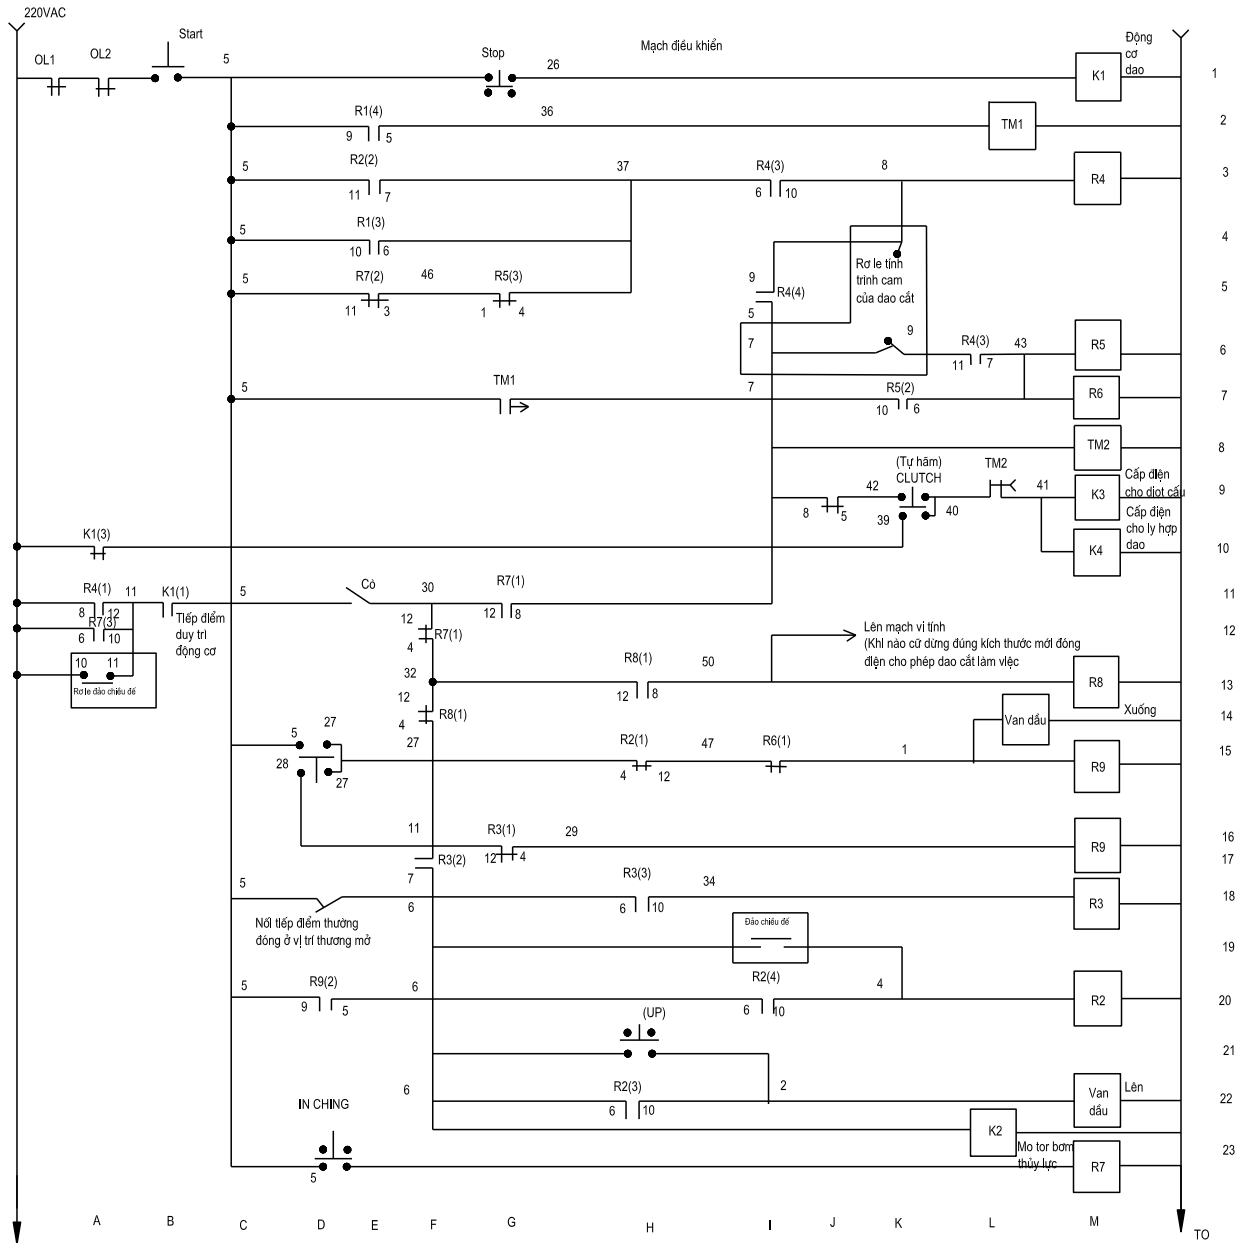 220VAC
Mạch điều khiển
Start
Stop
OL1
OL2
5
26
K1
Động
cơ
dao
1
R1(4)
9
5
36
TM1
2
5
R2(2)
11
7
37
R4(3)
6
10
8
R4
3
5
R1(3)
10
6
4
Rơ le tính
trình cam
của dao cắt
5
R7(2)
11
3
46
R5(3)
1
4
9
R4(4)
5
5
7
9
R4(3)
11
7
43
R5
6
5
TM1
7
R5(2)
10
6
R6
7
TM2
8
(Tự hãm)
CLUTCH
8
5
42
39
40
TM2
41
K3
Cấp điện
cho diot cấu
9
K1(3)
K4
Cấp điện
cho ly hợp
dao
10
R4(1)
8
12
11
K1(1)
Tiếp điểm
duy trì
động cơ
5
Cò
30
R7(1)
12
8
11
R7(3)
6
10
12
R7(1)
4
Lên mạch vi tính
(Khi nào cữ dừng đúng kích thước mới đóng
điện cho phép dao cắt làm việc
12
10
11
Rơ le đảo chiều đế
32
R8(1)
12
8
50
R8
13
12
R8(1)
4
Van dầu
Xuống
14
5
27
28
27
27
R2(1)
4
12
47
R6(1)
1
R9
15
11
R3(1)
12
4
29
R9
16
R3(2)
7
17
5
Nối tiếp điểm thường
đóng ở vị trí thương mở
6
R3(3)
6
10
34
R3
18
Đảo chiều đế
19
5
R9(2)
9
5
6
R2(4)
6
10
4
R2
20
(UP)
21
6
R2(3)
6
10
2
Van
dầu
Lên
22
K2
Mo tor bơm
thủy lực
IN CHING
5
R7
23
A
B
C
D
E
F
G
H
I
J
K
L
M
TO